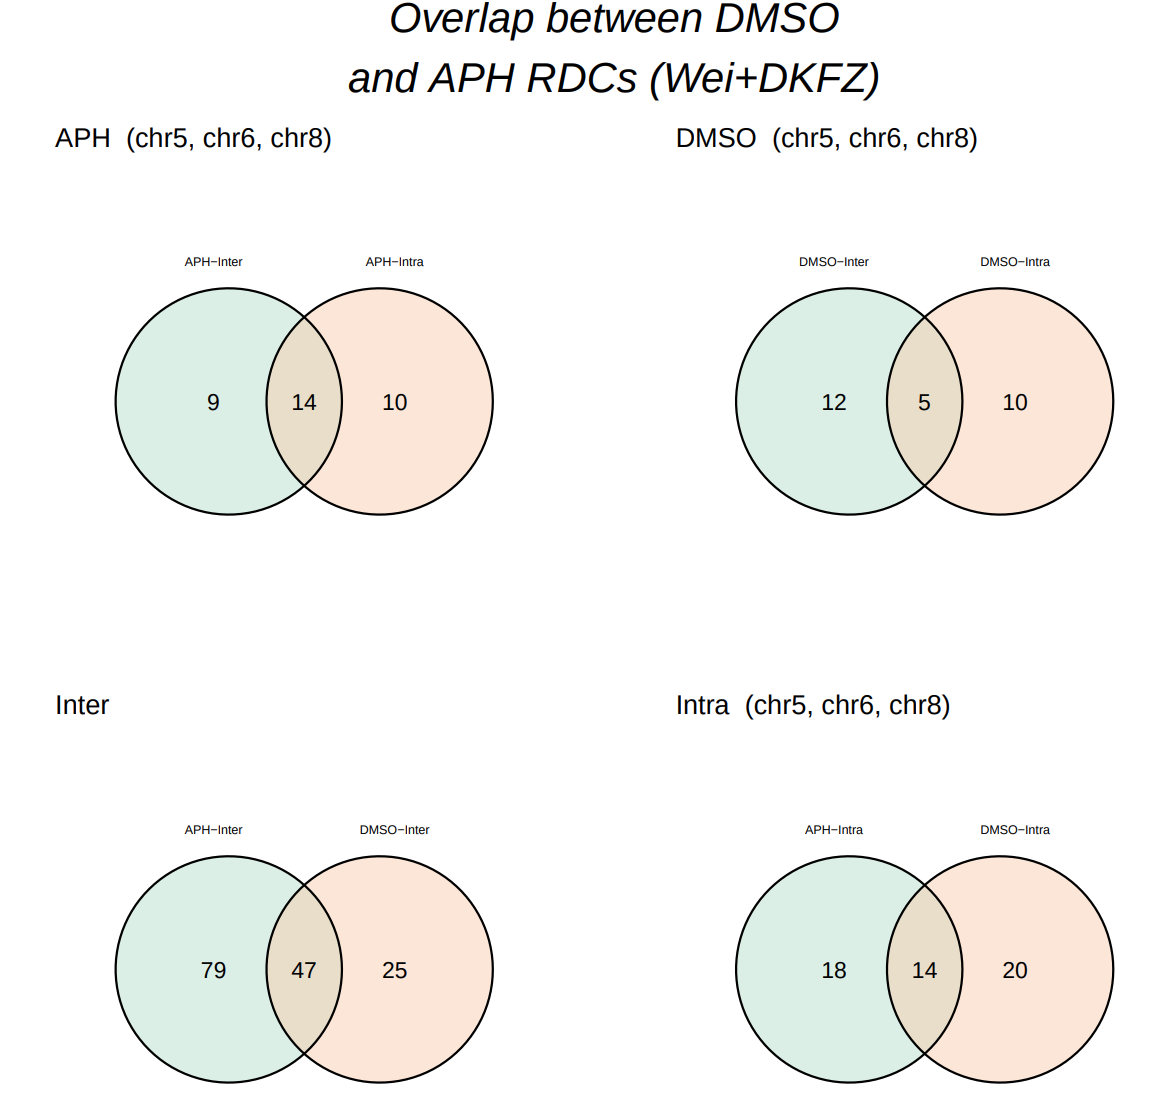 Overlap between DMSO
and APH RDCs (Wei+DKFZ)
APH  (chr5, chr6, chr8)
DMSO  (chr5, chr6, chr8)
APH−Inter
APH−Intra
DMSO−Inter
DMSO−Intra
9
14
10
12
5
10
Inter
Intra  (chr5, chr6, chr8)
APH−Inter
DMSO−Inter
APH−Intra
DMSO−Intra
79
47
25
18
14
20